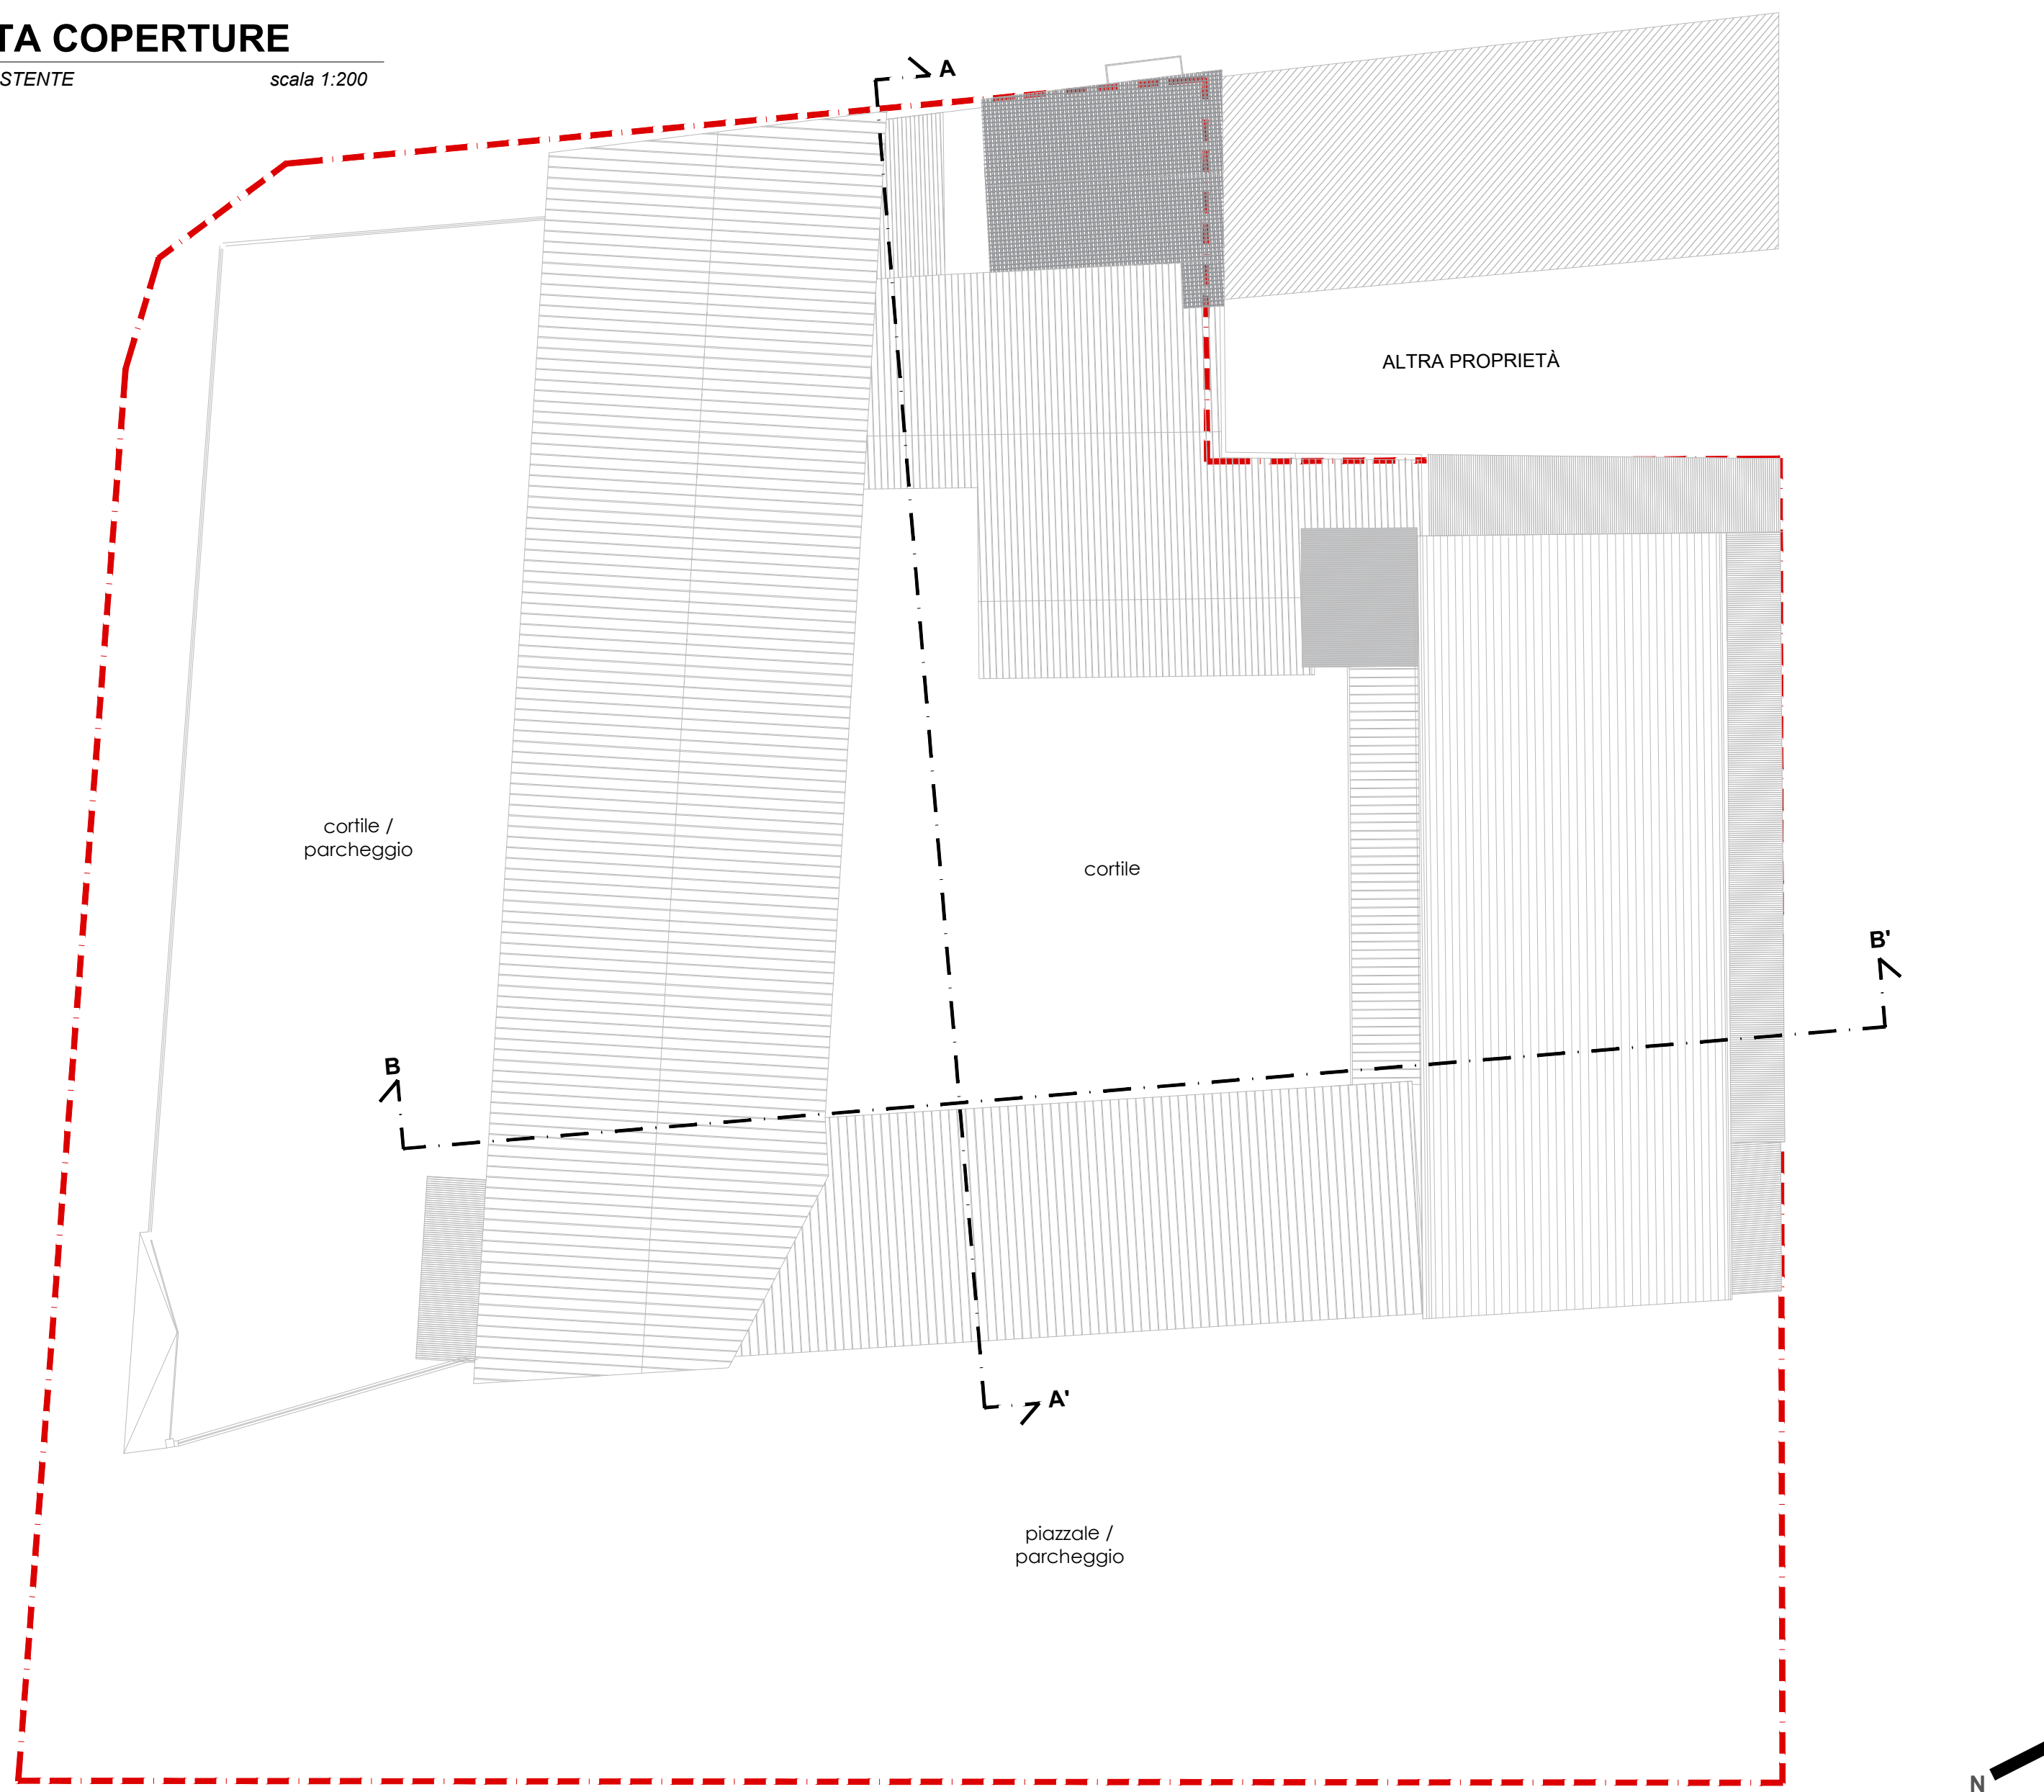 TA COPERTURE
STENTE scala 1:200
A
ALTRA PROPRIETÀ
cortile /
parcheggio
cortile
B'
B
A'
piazzale /
parcheggio
N